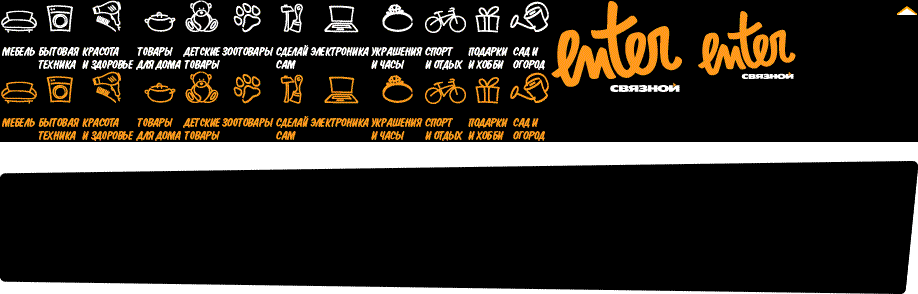 МЕБЕЛЬ БЫТОВАЯ КРАСОТА ТОВАРЫ ДЕТСКИЕ ЗООТОВАРЫ СДЕЛАЙ ЭЛЕКТРОНИКА УКРАШЕНИЯ СПОРТ ПОДАРКИ САД И
ТЕХНИКА И ЗДОРОВЬЕ ДЛЯ ДОМА ТОВАРЫ САМ И ЧАСЫ И ОТДЫХ И ХОББИ ОГОРОД
enter
СВЯЗНОЙ
enter
СВЯЗНОЙ
МЕБЕЛЬ БЫТОВАЯ КРАСОТА ТОВАРЫ ДЕТСКИЕ ЗООТОВАРЫ СДЕЛАЙ ЭЛЕКТРОНИКА УКРАШЕНИЯ СПОРТ ПОДАРКИ САД И
ТЕХНИКА И ЗДОРОВЬЕ ДЛЯ ДОМА ТОВАРЫ САМ И ЧАСЫ И ОТДЫХ И ХОББИ ОГОРОД